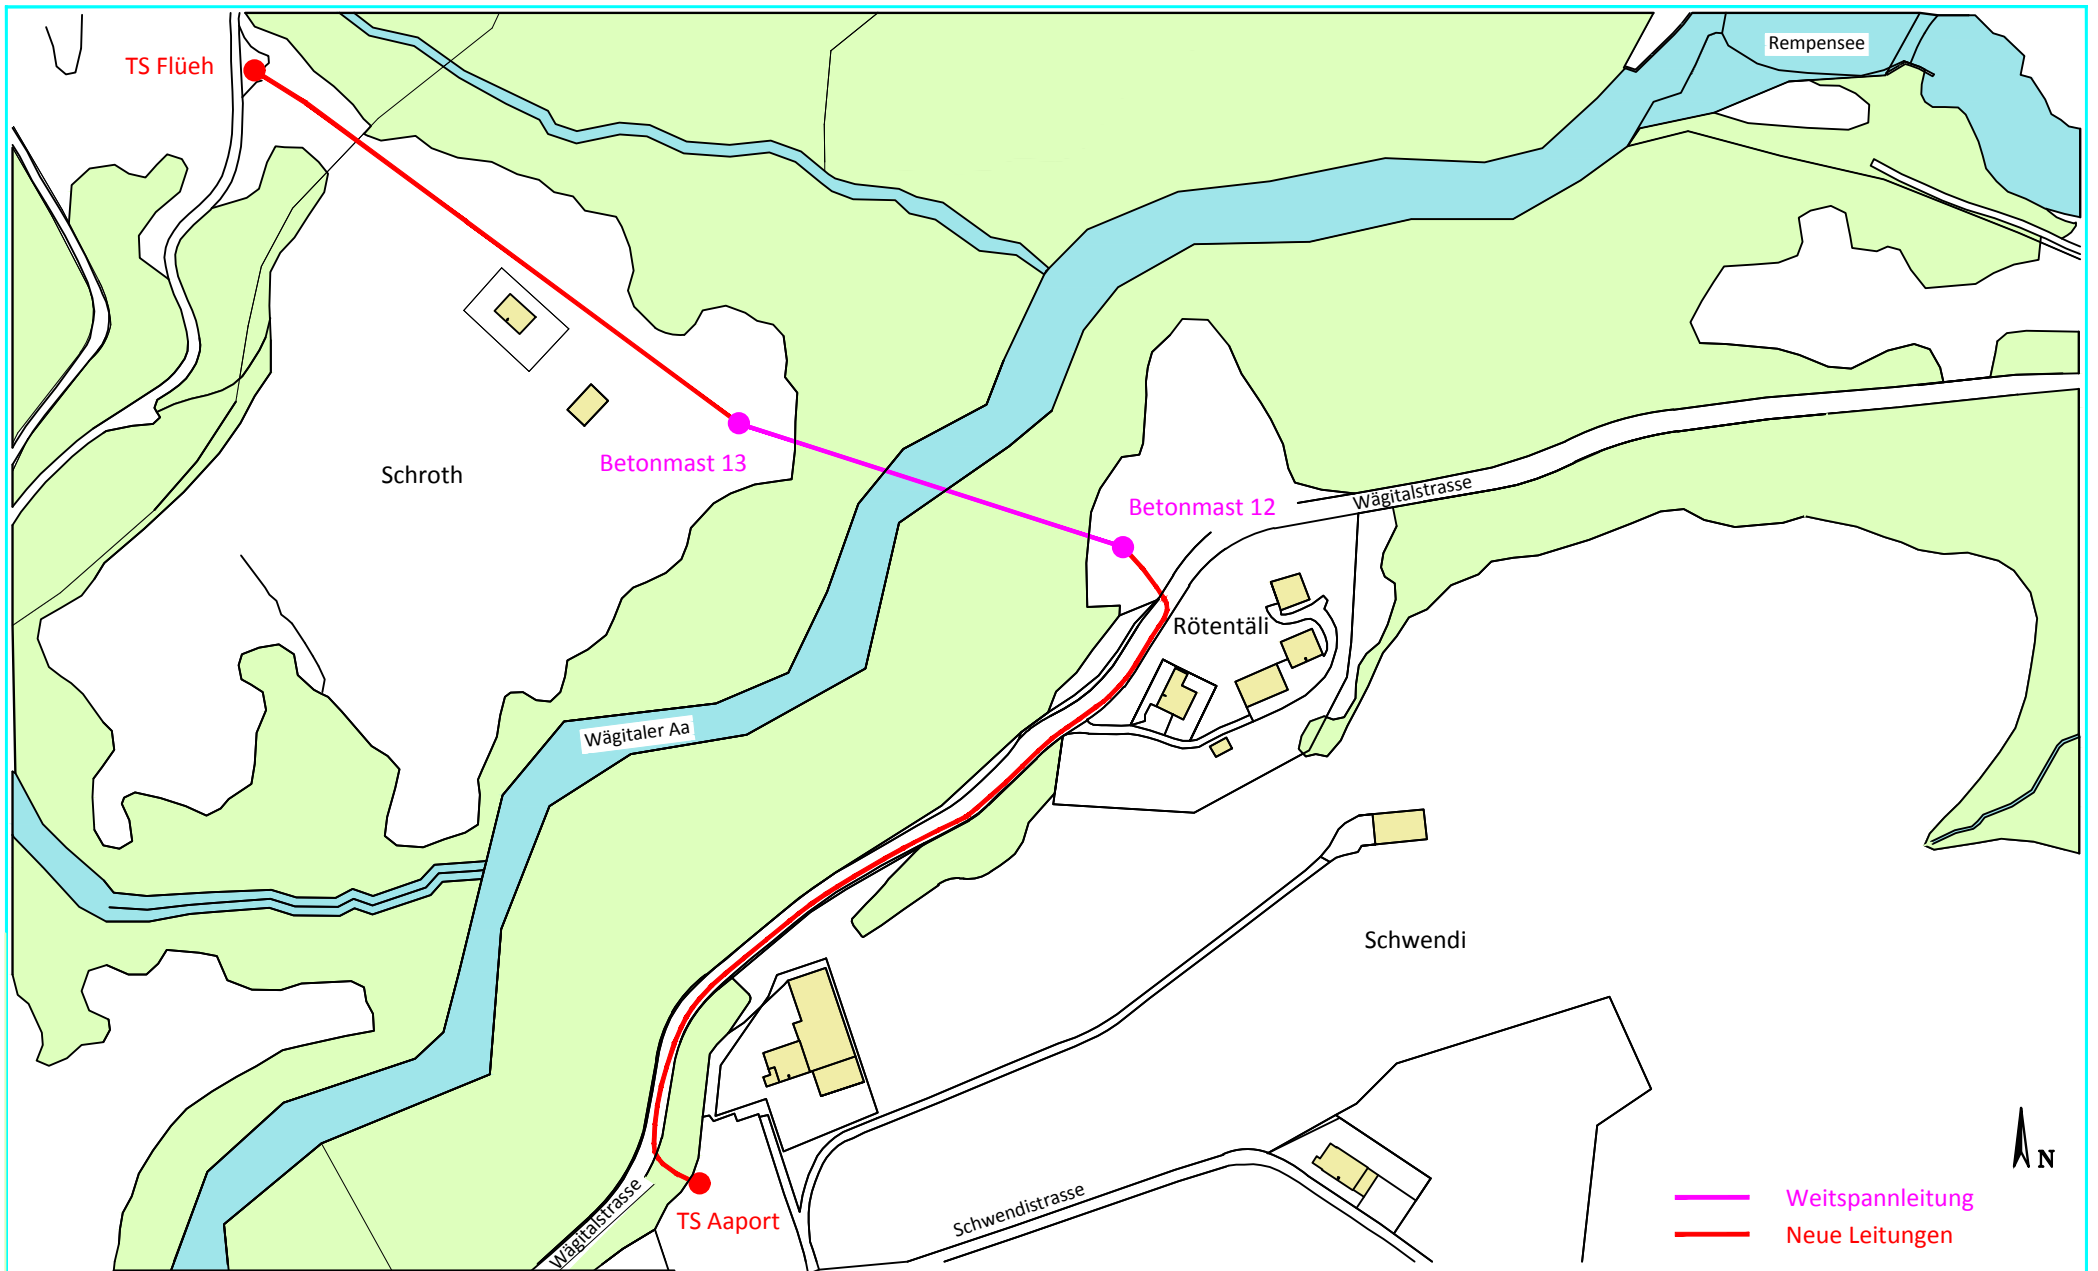 Rempensee
TS Flüeh
Betonmast 13
Schroth
Wägitalstrasse
Betonmast 12
Rötentäli
Wägitaler Aa
Schwendi
N
Weitspannleitung
Schwendistrasse
Wägitalstrasse
TS Aaport
Neue Leitungen